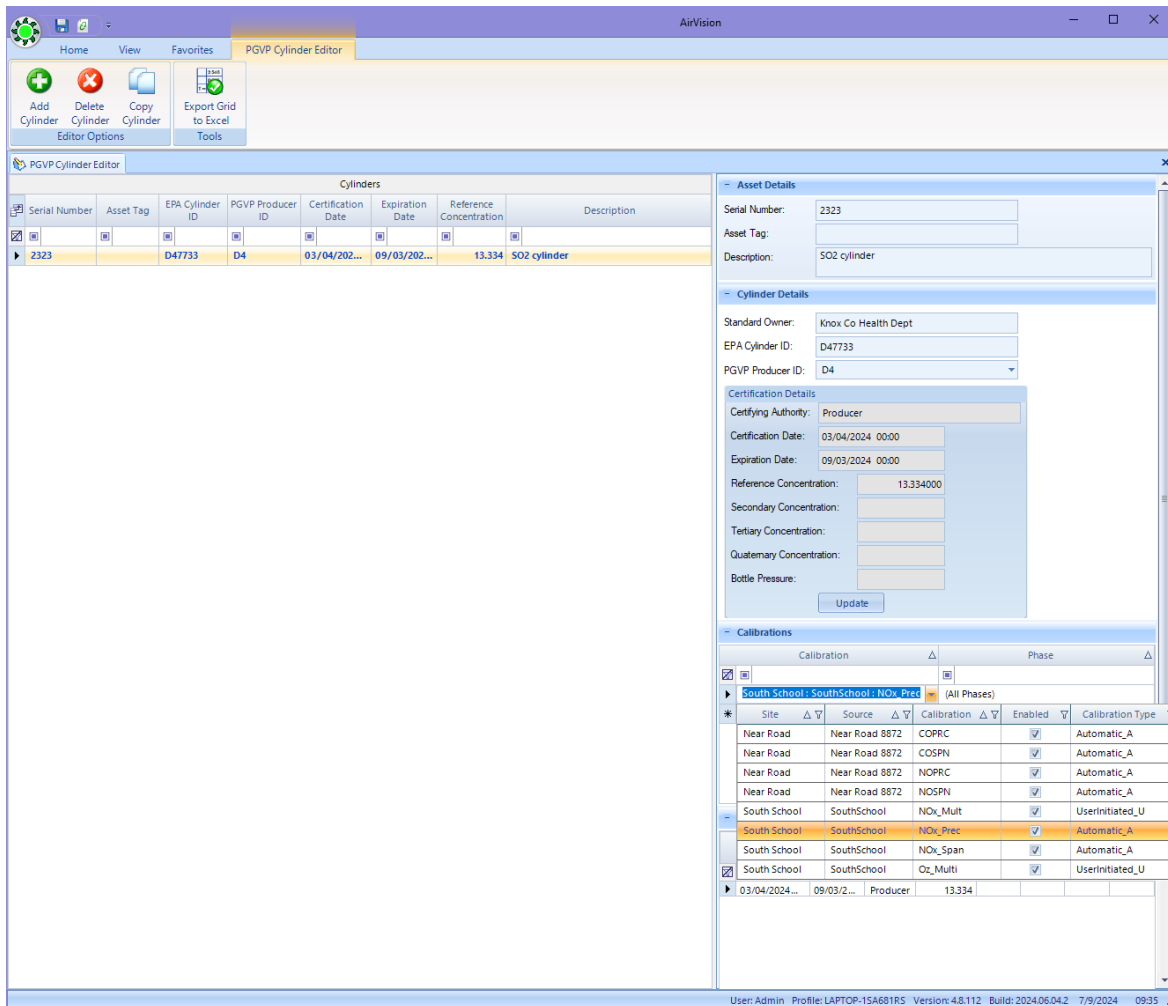 AirVision
Home View Favorites PGVP Cylinder Editor
Add Cylinder
Delete Cylinder
Copy Cylinder
Export Grid to Excel
Editor Options Tools
PGVP Cylinder Editor
Cylinders
Serial Number Asset Tag EPA Cylinder ID PGVP Producer ID Certification Date Expiration Date Reference Concentration Description
2323 D47733 D4 03/04/202... 09/03/202... 13.334 SO2 cylinder
Asset Details
Serial Number: 2323
Asset Tag:
Description: SO2 cylinder
Cylinder Details
Standard Owner: Knox Co Health Dept
EPA Cylinder ID: D47733
PGVP Producer ID: D4
Certification Details
Certifying Authority: Producer
Certification Date: 03/04/2024 00:00
Expiration Date: 09/03/2024 00:00
Reference Concentration: 13.334000
Secondary Concentration:
Tertiary Concentration:
Quaternary Concentration:
Bottle Pressure:
Update
Calibrations
Calibration Phase
South School : SouthSchool : NOx_Prec (All Phases)
Site Source Calibration Enabled Calibration Type
Near Road Near Road 8872 COPRC Automatic_A
Near Road Near Road 8872 COSPN Automatic_A
Near Road Near Road 8872 NOPRC Automatic_A
Near Road Near Road 8872 NOSPN Automatic_A
South School SouthSchool NOx_Mult UserInitiated_U
South School SouthSchool NOx_Prec Automatic_A
South School SouthSchool NOx_Span Automatic_A
South School SouthSchool Oz_Multi UserInitiated_U
03/04/2024... 09/03/2... Producer 13.334
User: Admin Profile: LAPTOP-1SA681RS Version: 4.8.112 Build: 2024.06.04.2 7/9/2024 09:35